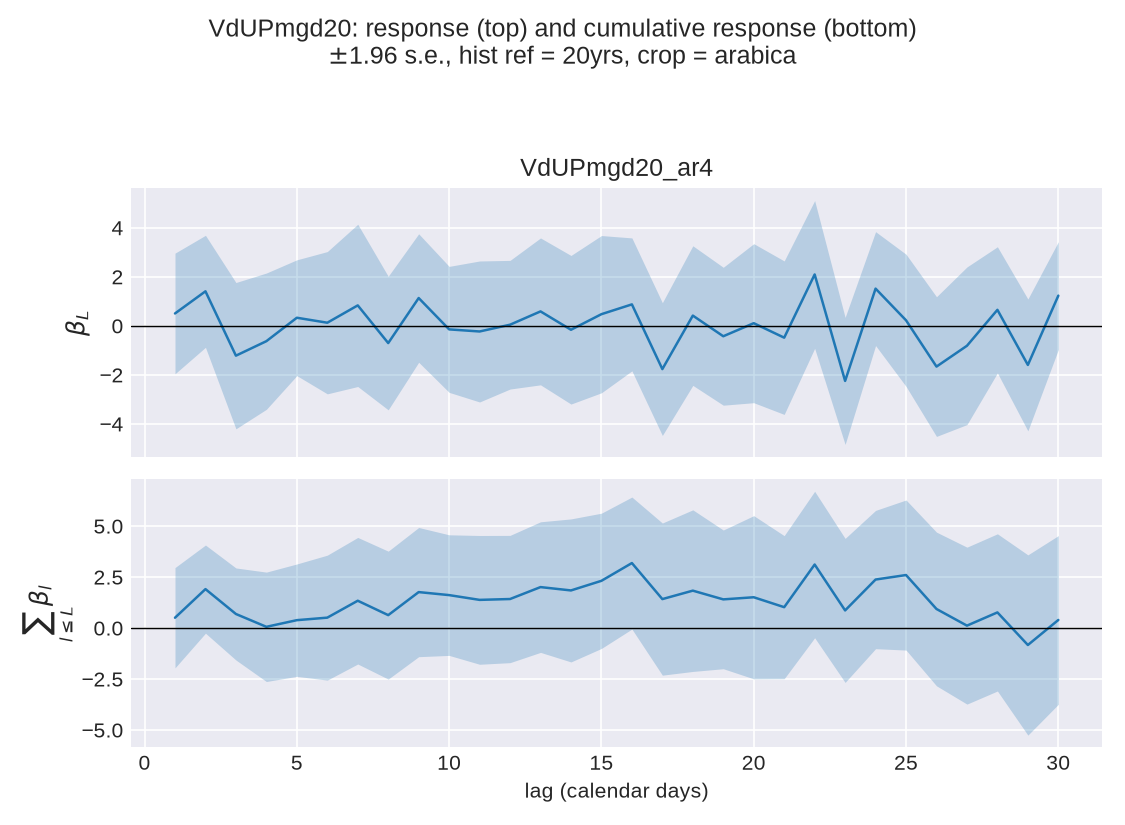 VdUPmgd20: response (top) and cumulative response (bottom)
±1.96 s.e., hist ref = 20yrs, crop = arabica
VdUPmgd20_ar4
4
2
0
−2
−4
β_L
5.0
2.5
0.0
−2.5
−5.0
∑ β_l
l ≤ L
0 5 10 15 20 25 30
lag (calendar days)